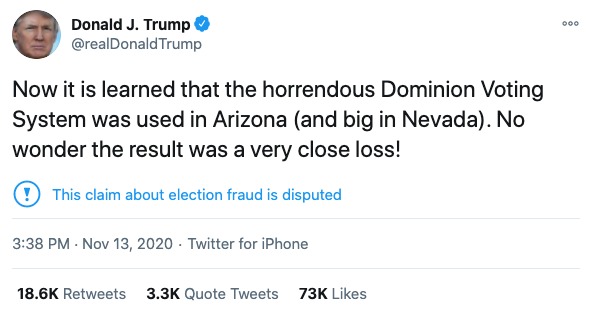 Donald J. Trump
@realDonaldTrump
Now it is learned that the horrendous Dominion Voting
System was used in Arizona (and big in Nevada). No
wonder the result was a very close loss!
This claim about election fraud is disputed
3:38 PM · Nov 13, 2020 · Twitter for iPhone
18.6K Retweets 3.3K Quote Tweets 73K Likes